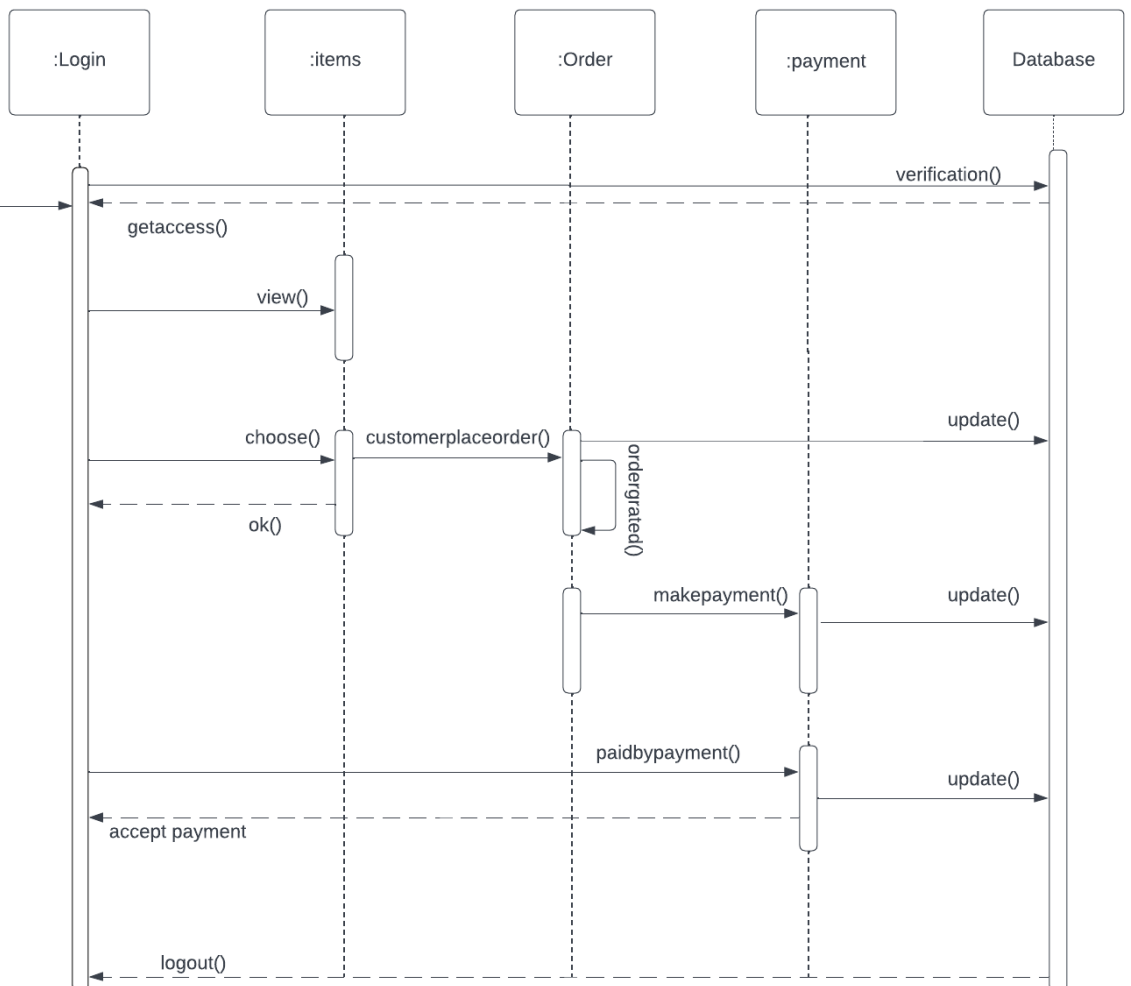 :Login
:items
:Order
:payment
Database
verification()
getaccess()
view()
update()
choose()
customerplaceorder()
ordergrated()
ok()
makepayment()
update()
paidbypayment()
update()
accept payment
logout()